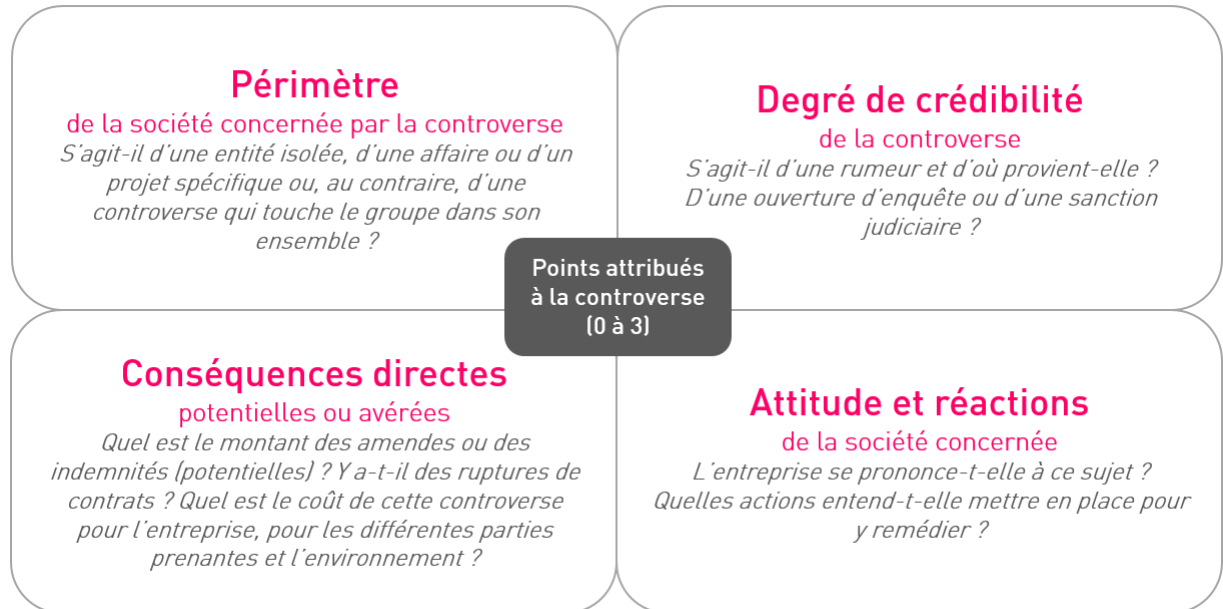 Périmètre
de la société concernée par la controverse
S'agit-il d'une entité isolée, d'une affaire ou d'un
projet spécifique ou, au contraire, d'une
controverse qui touche le groupe dans son
ensemble ?
Degré de crédibilité
de la controverse
S'agit-il d'une rumeur et d'où provient-elle ?
D'une ouverture d'enquête ou d'une sanction
judiciaire ?
Points attribués
à la controverse
(0 à 3)
Conséquences directes
potentielles ou avérées
Quel est le montant des amendes ou des
indemnités (potentielles) ? Y a-t-il des ruptures de
contrats ? Quel est le coût de cette controverse
pour l'entreprise, pour les différentes parties
prenantes et l'environnement ?
Attitude et réactions
de la société concernée
L'entreprise se prononce-t-elle à ce sujet ?
Quelles actions entend-t-elle mettre en place pour
y remédier ?